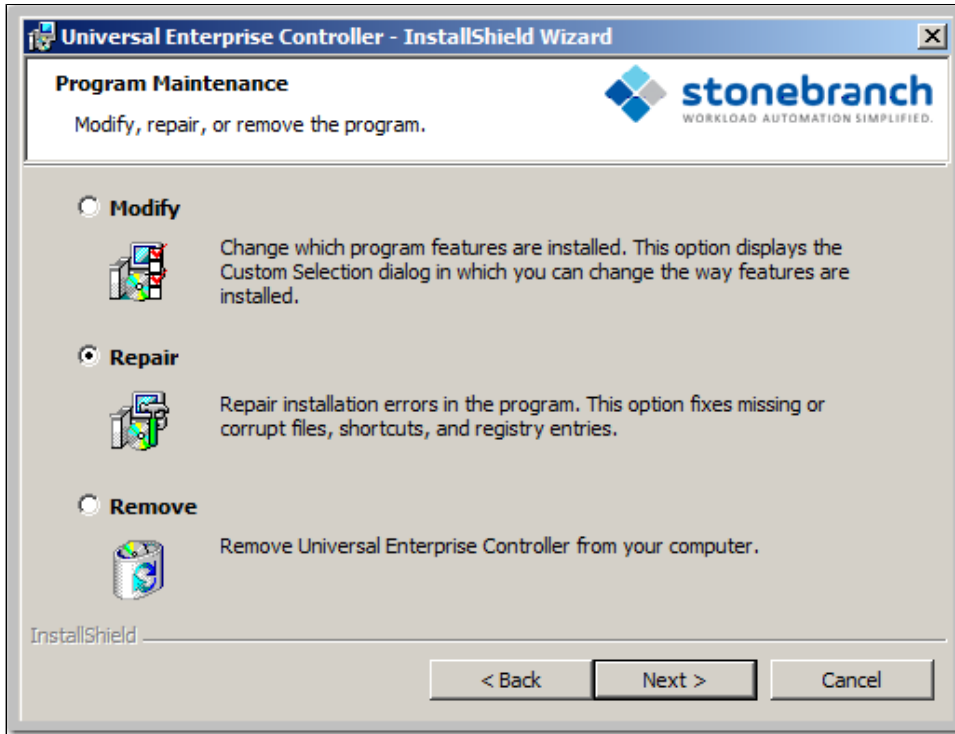 Universal Enterprise Controller - InstallShield Wizard
Program Maintenance
Modify, repair, or remove the program.
stonebranch
WORKLOAD AUTOMATION SIMPLIFIED.
Modify
Change which program features are installed. This option displays the
Custom Selection dialog in which you can change the way features are
installed.
Repair
Repair installation errors in the program. This option fixes missing or
corrupt files, shortcuts, and registry entries.
Remove
Remove Universal Enterprise Controller from your computer.
InstallShield
< Back
Next >
Cancel